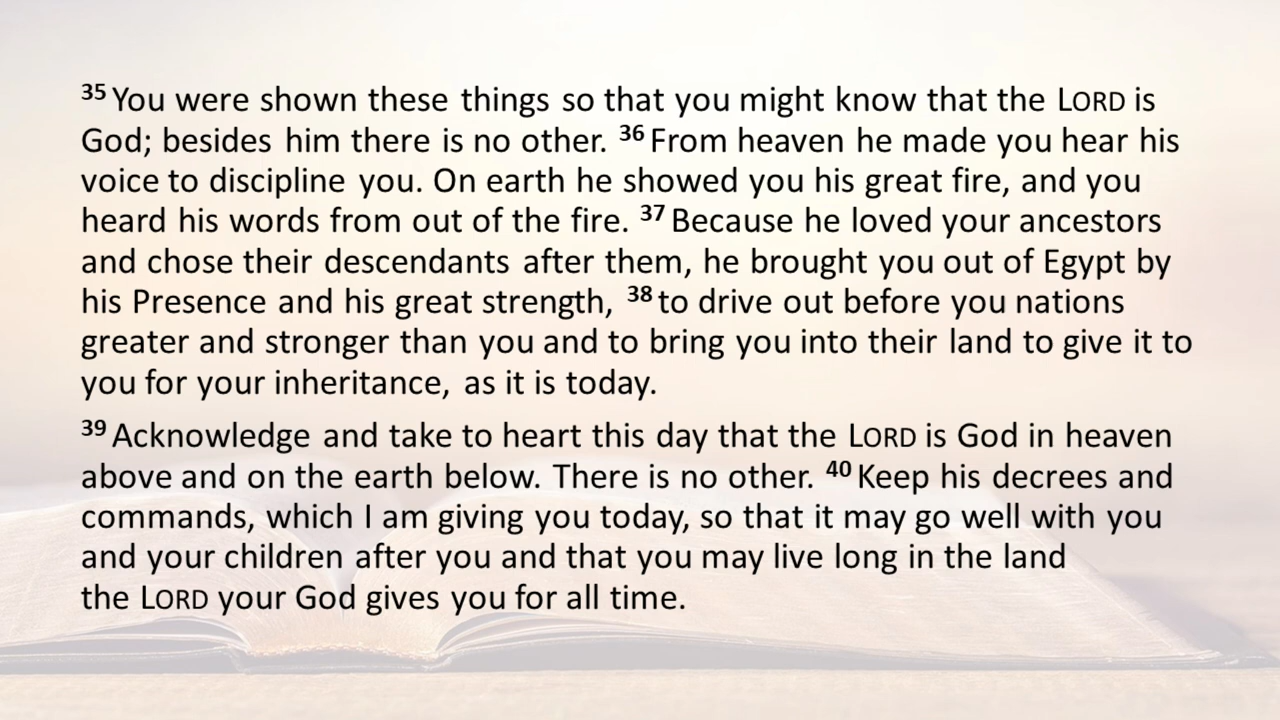 35 You were shown these things so that you might know that the LORD is
God; besides him there is no other. 36 From heaven he made you hear his
voice to discipline you. On earth he showed you his great fire, and you
heard his words from out of the fire. 37 Because he loved your ancestors
and chose their descendants after them, he brought you out of Egypt by
his Presence and his great strength, 38 to drive out before you nations
greater and stronger than you and to bring you into their land to give it to
you for your inheritance, as it is today.
39 Acknowledge and take to heart this day that the LORD is God in heaven
above and on the earth below. There is no other. 40 Keep his decrees and
commands, which I am giving you today, so that it may go well with you
and your children after you and that you may live long in the land
the LORD your God gives you for all time.